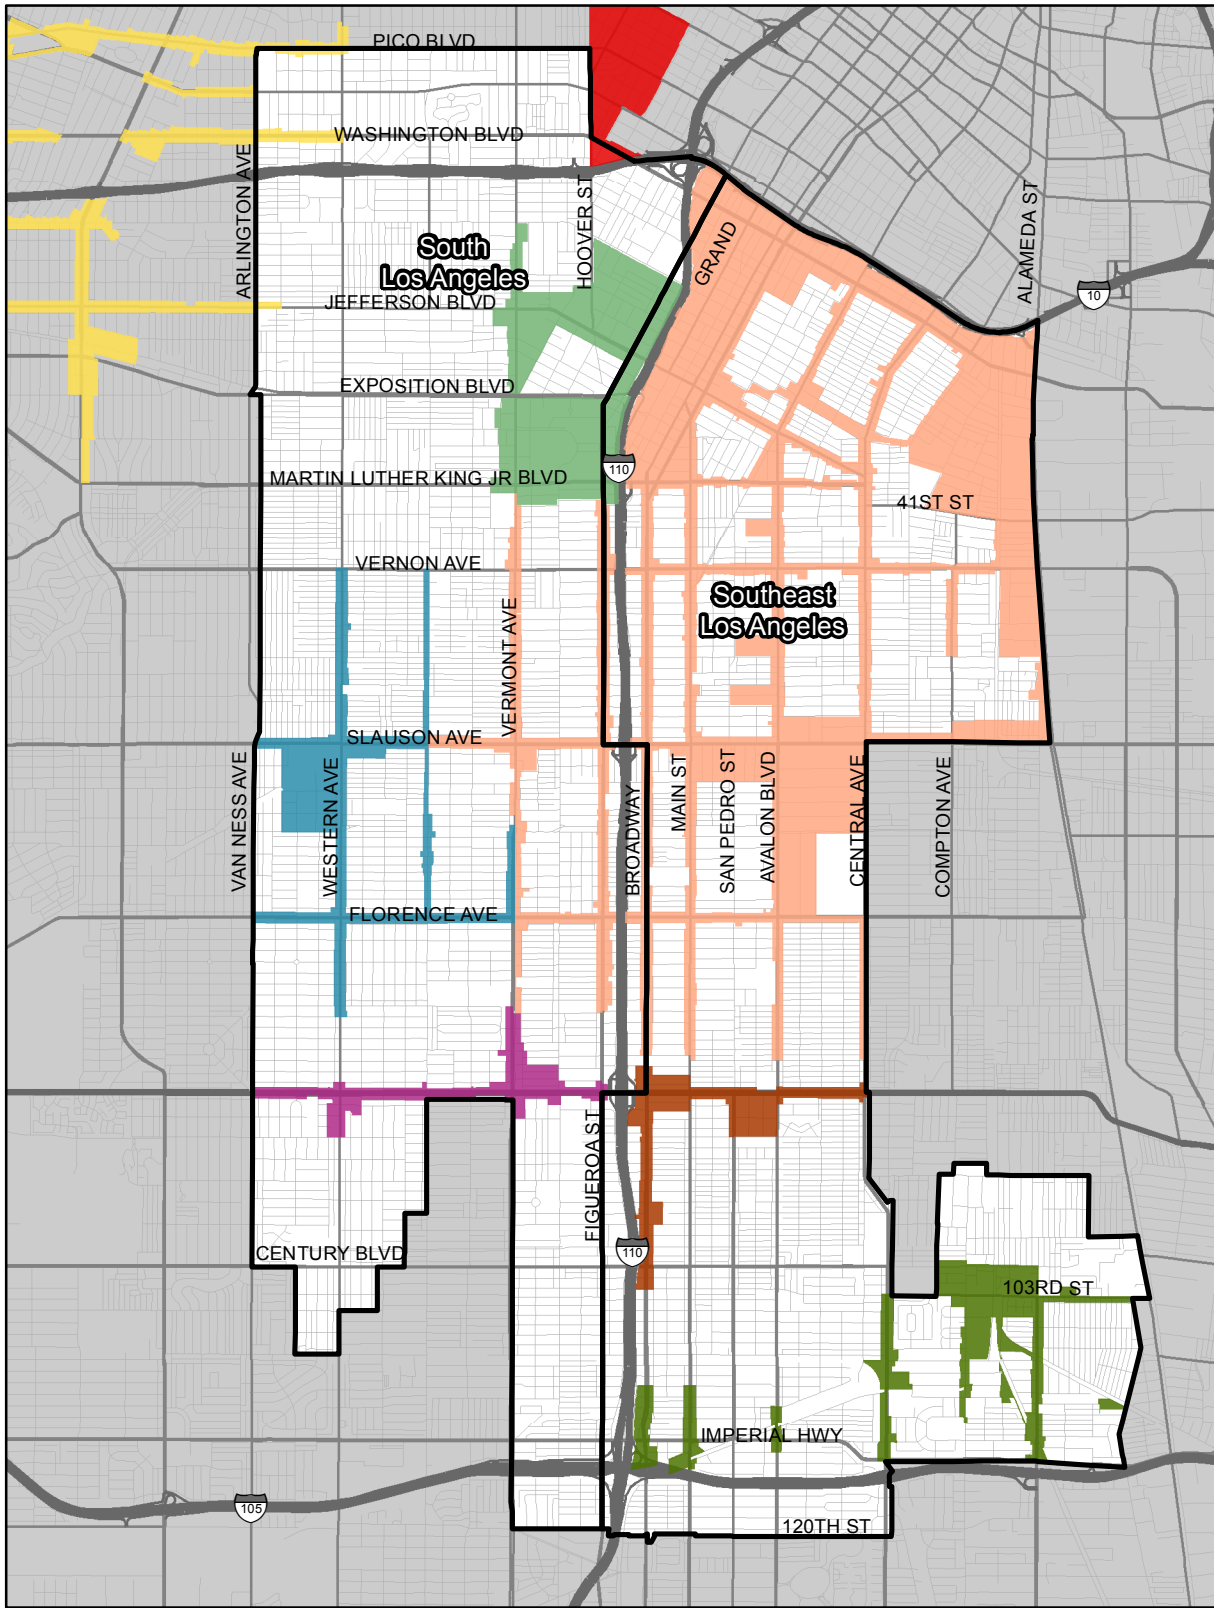 PICO BLVD
WASHINGTON BLVD
ARLINGTON AVE
HOOVER ST
GRAND
ALAMEDA ST
South
Los Angeles
JEFFERSON BLVD
10
EXPOSITION BLVD
MARTIN LUTHER KING JR BLVD
110
41ST ST
VERNON AVE
VERMONT AVE
Southeast
Los Angeles
SLAUSON AVE
VAN NESS AVE
WESTERN AVE
BROADWAY
MAIN ST
SAN PEDRO ST
AVALON BLVD
CENTRAL AVE
COMPTON AVE
FLORENCE AVE
FIGUEROA ST
110
CENTURY BLVD
103RD ST
IMPERIAL HWY
105
120TH ST